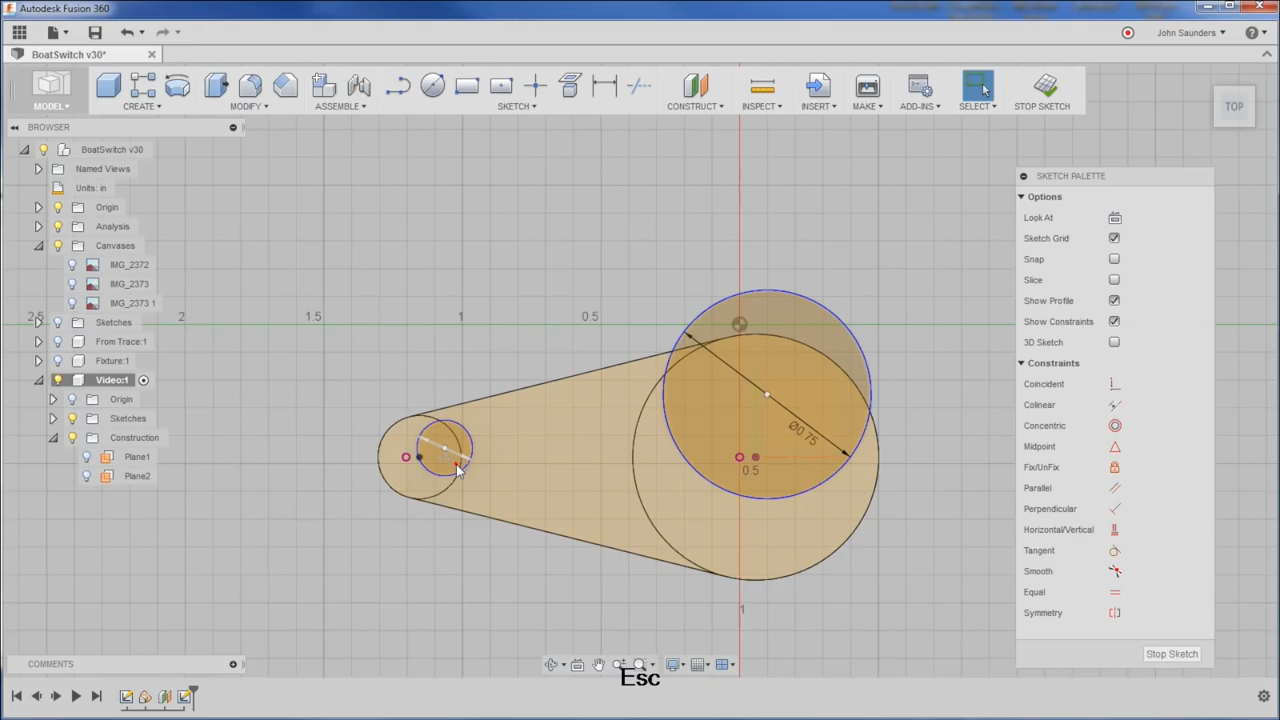 Autodesk Fusion 360
John Saunders
BoatSwitch v30*
MODEL
CREATE
MODIFY
ASSEMBLE
SKETCH
CONSTRUCT
INSPECT
INSERT
MAKE
ADD-INS
SELECT
STOP SKETCH
TOP
BROWSER
BoatSwitch v30
Named Views
Units: in
Origin
Analysis
Canvases
IMG_2372
IMG_2373
IMG_2373 1
Sketches
From Trace:1
Fixture:1
Video:1
Origin
Sketches
Construction
Plane1
Plane2
2.5
2
1.5
1
0.5
Ø0.75
0.5
1
SKETCH PALETTE
Options
Look At
Sketch Grid
Snap
Slice
Show Profile
Show Constraints
3D Sketch
Constraints
Coincident
Colinear
Concentric
Midpoint
Fix/UnFix
Parallel
Perpendicular
Horizontal/Vertical
Tangent
Smooth
Equal
Symmetry
Stop Sketch
COMMENTS
Esc